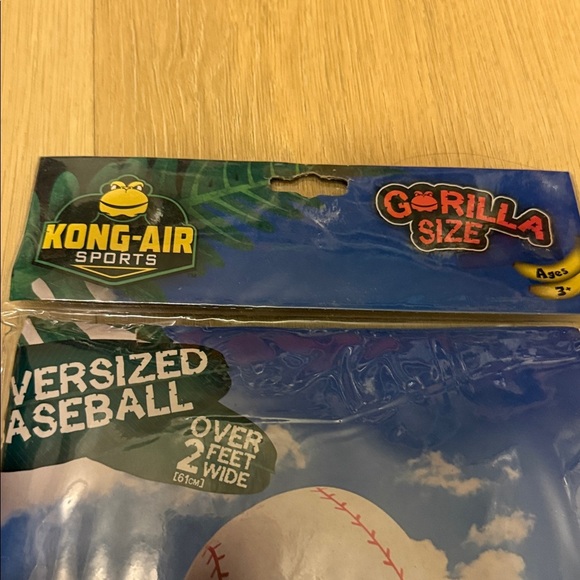 KONG-AIR
SPORTS
GORILLA
SIZE
Ages
3+
VERSIZED
ASEBALL
OVER
2 FEET
WIDE
[61CM]